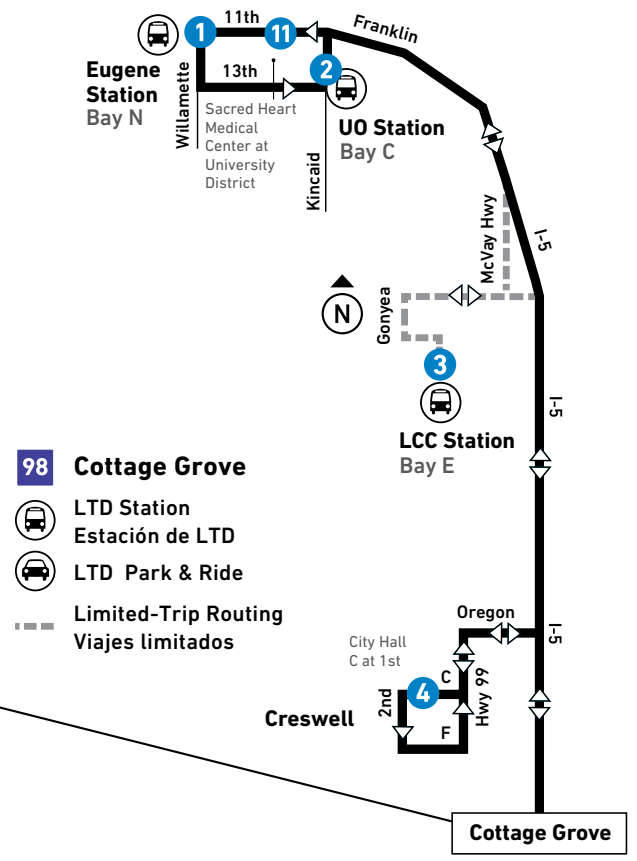 11th
Franklin
1
11
Eugene
Station
Bay N
Willamette
13th
2
Sacred Heart
Medical
Center at
University
District
UO Station
Bay C
Kincaid
McVay Hwy
I-5
N
Gonyea
3
I-5
LCC Station
Bay E
98 Cottage Grove
LTD Station
Estación de LTD
LTD Park & Ride
Limited-Trip Routing
Viajes limitados
Oregon
I-5
City Hall
C at 1st
C
Hwy 99
2nd
4
Creswell
F
Cottage Grove